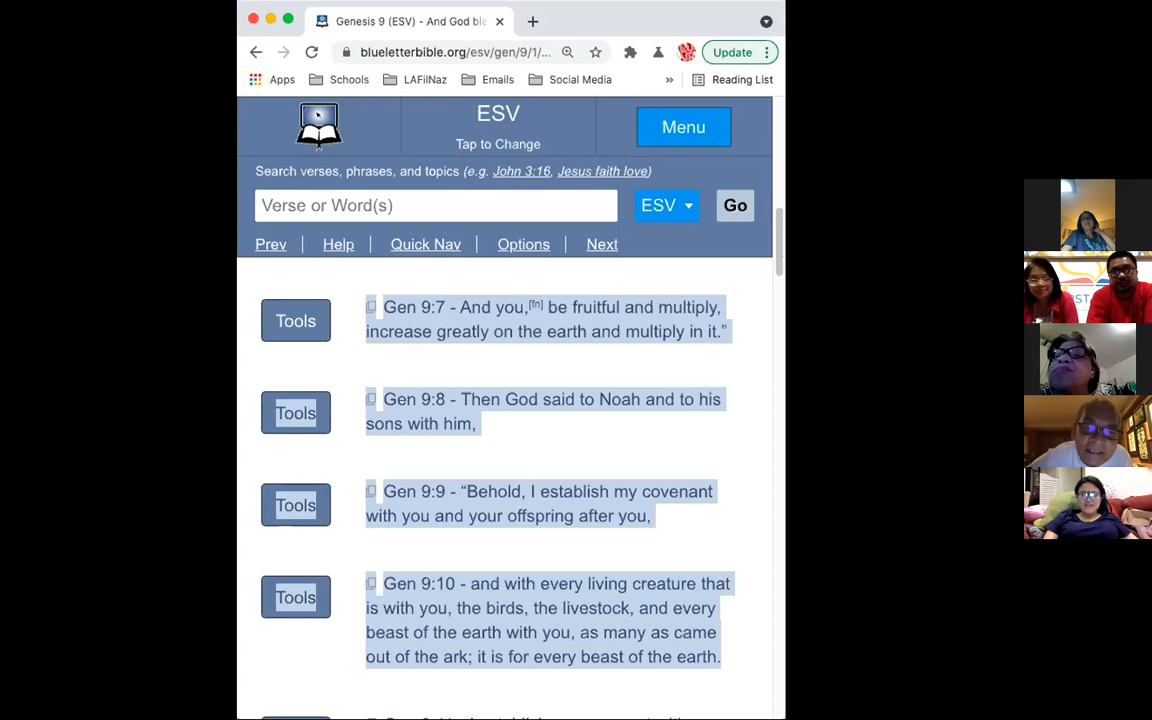 Genesis 9 (ESV) - And God ble
blueletterbible.org/esv/gen/9/1/...
Update
Apps
Schools
LAFilNaz
Emails
Social Media
»
Reading List
ESV
Tap to Change
Menu
Search verses, phrases, and topics (e.g. John 3:16, Jesus faith love)
Verse or Word(s)
ESV
Go
Prev | Help | Quick Nav | Options | Next
Tools
Gen 9:7 - And you,[fn] be fruitful and multiply,
increase greatly on the earth and multiply in it.”
Tools
Gen 9:8 - Then God said to Noah and to his
sons with him,
Tools
Gen 9:9 - “Behold, I establish my covenant
with you and your offspring after you,
Tools
Gen 9:10 - and with every living creature that
is with you, the birds, the livestock, and every
beast of the earth with you, as many as came
out of the ark; it is for every beast of the earth.